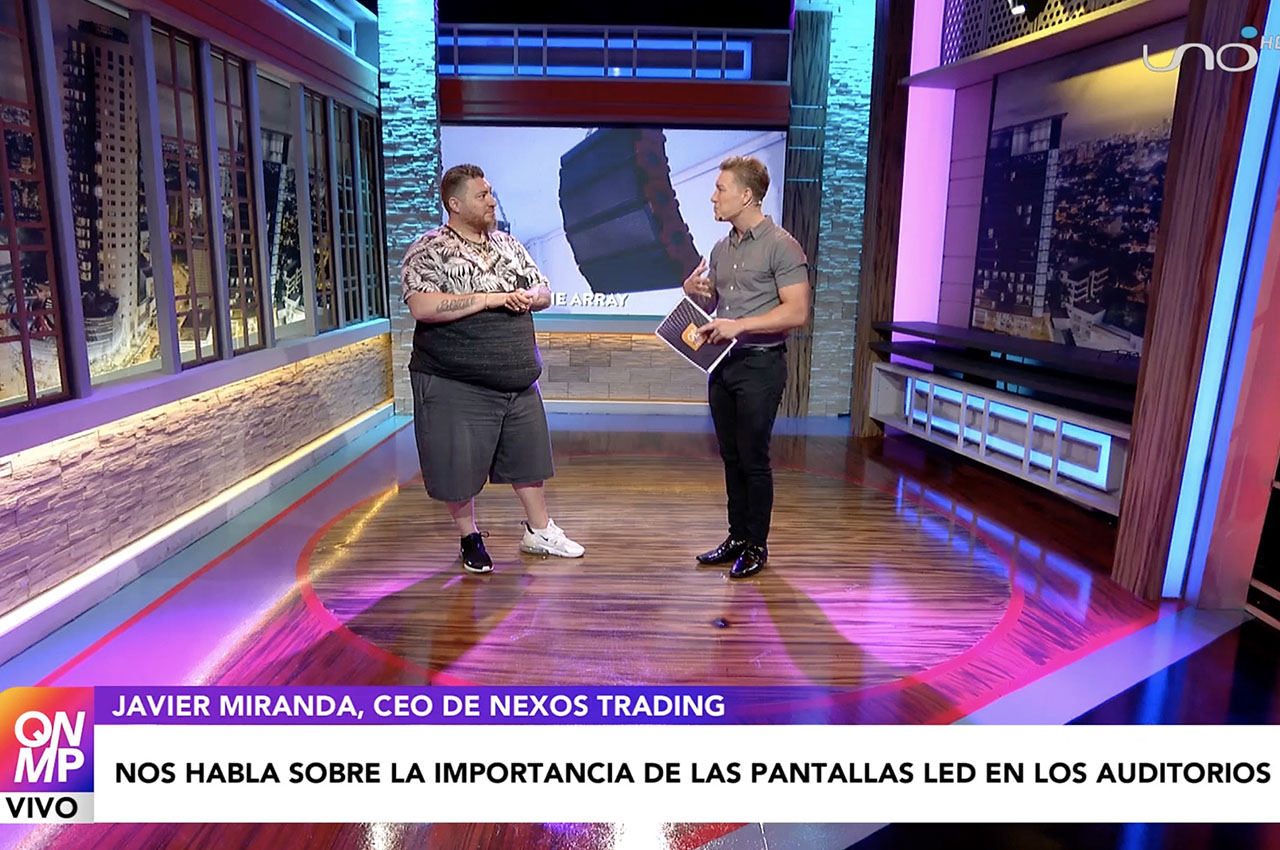 uno HD
ARRAY
JAVIER MIRANDA, CEO DE NEXOS TRADING
QN
MP
NOS HABLA SOBRE LA IMPORTANCIA DE LAS PANTALLAS LED EN LOS AUDITORIOS
VIVO